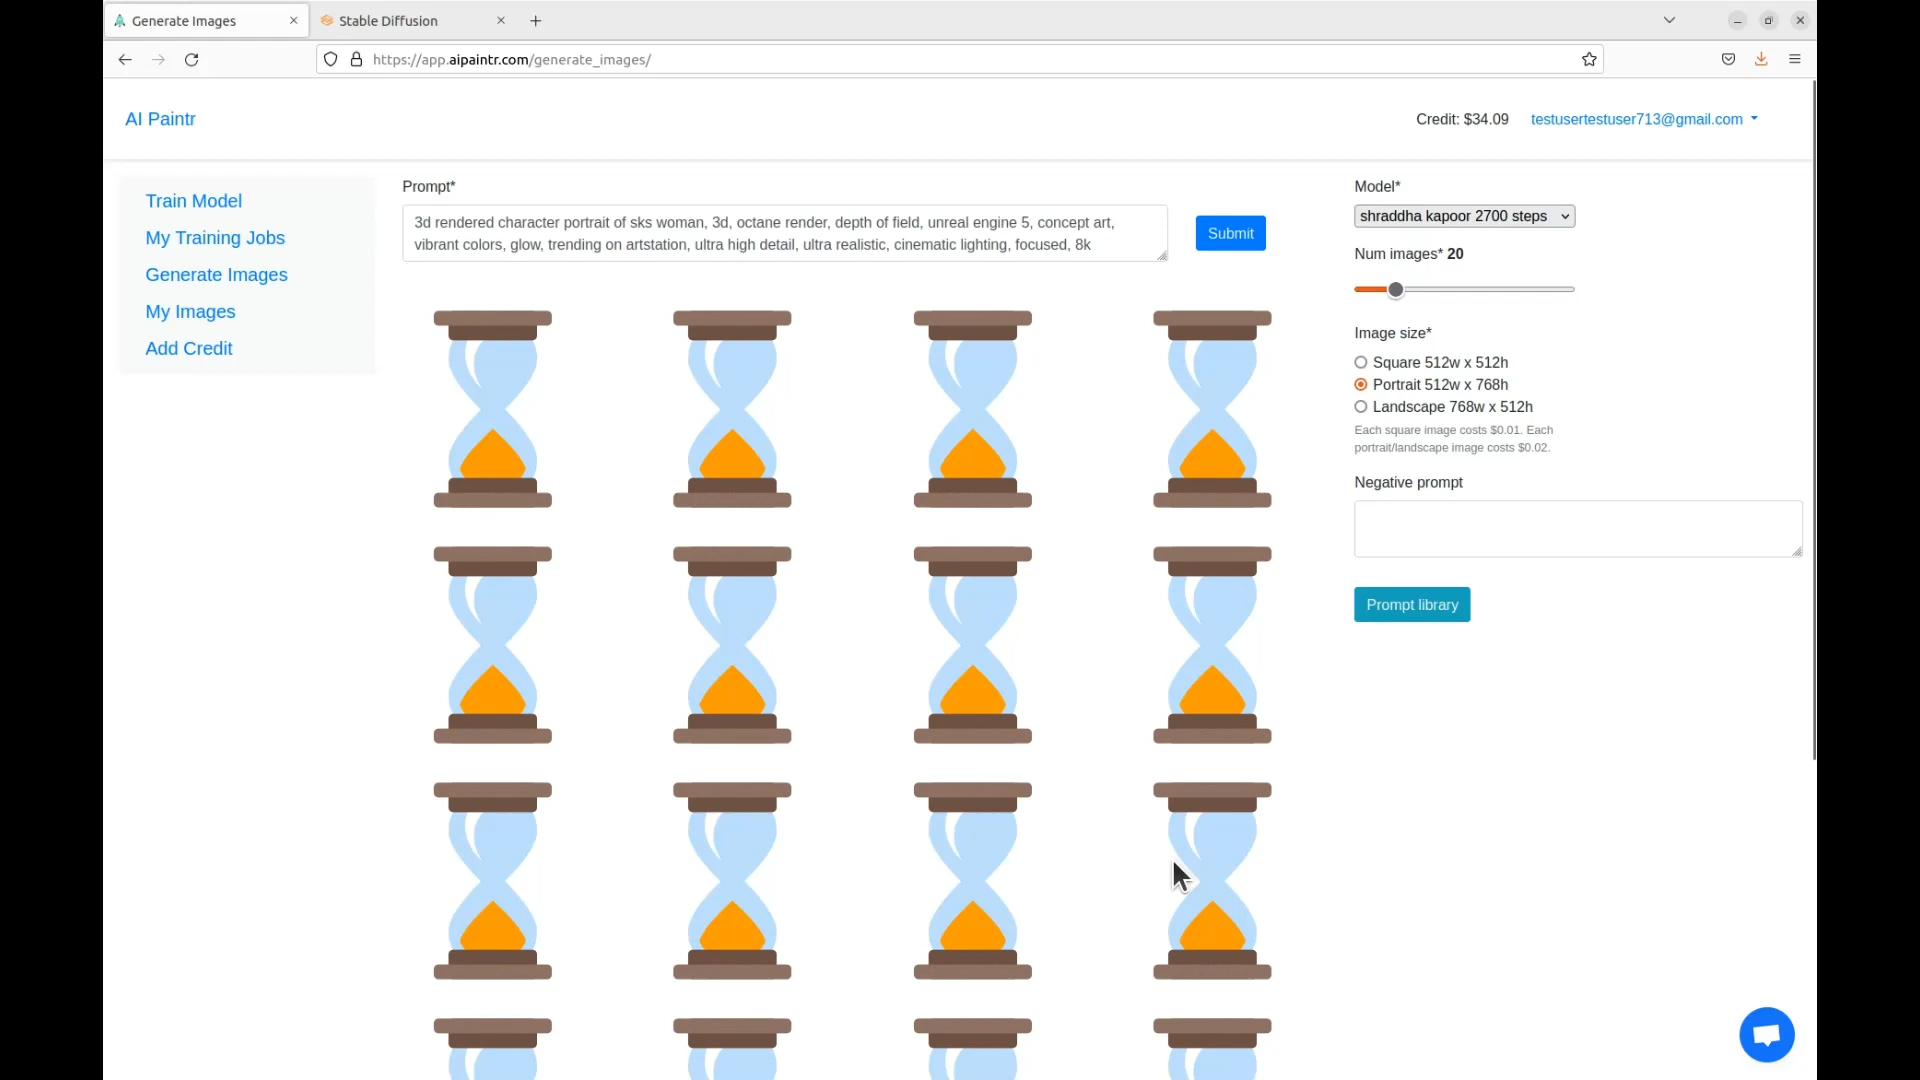 Generate Images
Stable Diffusion
https://app.aipaintr.com/generate_images/
AI Paintr
Credit: $34.09
testusertestuser713@gmail.com
Train Model
My Training Jobs
Generate Images
My Images
Add Credit
Prompt*
3d rendered character portrait of sks woman, 3d, octane render, depth of field, unreal engine 5, concept art,
vibrant colors, glow, trending on artstation, ultra high detail, ultra realistic, cinematic lighting, focused, 8k
Submit
Model*
shraddha kapoor 2700 steps
Num images* 20
Image size*
Square 512w x 512h
Portrait 512w x 768h
Landscape 768w x 512h
Each square image costs $0.01. Each
portrait/landscape image costs $0.02.
Negative prompt
Prompt library